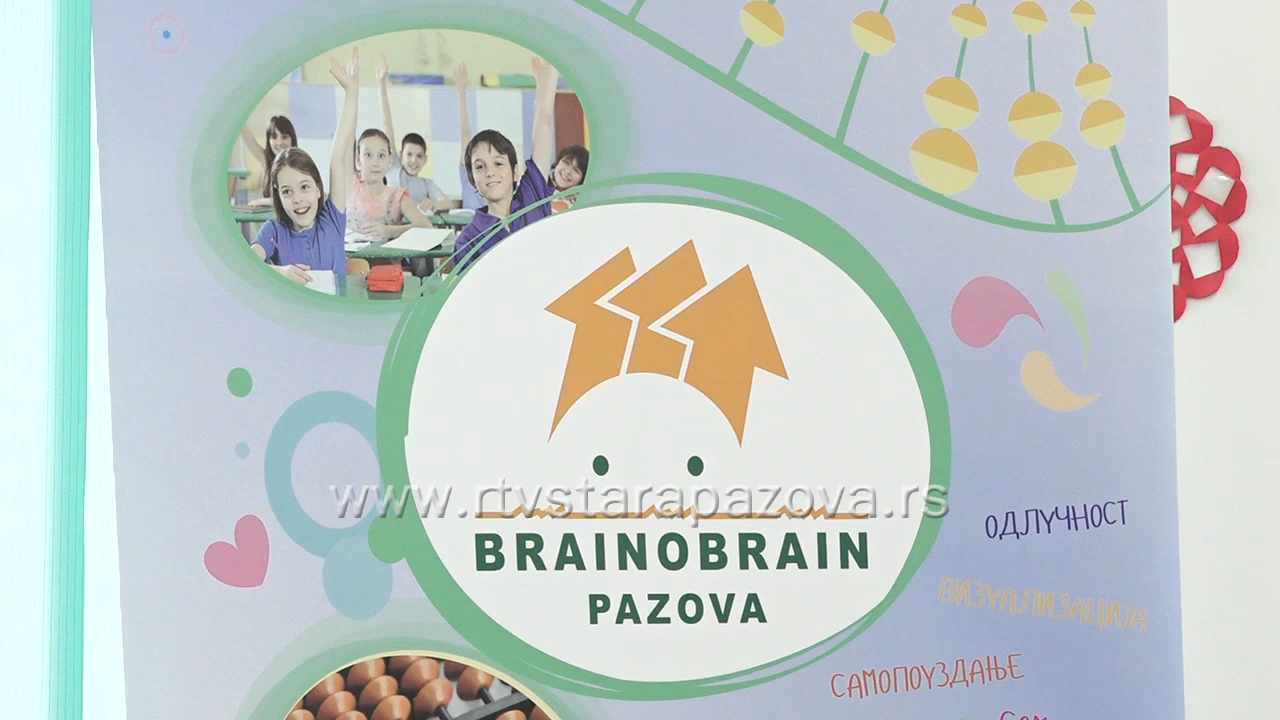 www.rtvstarapazova.rs
BRAINOBRAIN
PAZOVA
ОДЛУЧНОСТ
ВИЗУАЛИЗАЦИЈА
САМОПОУЗДАЊЕ